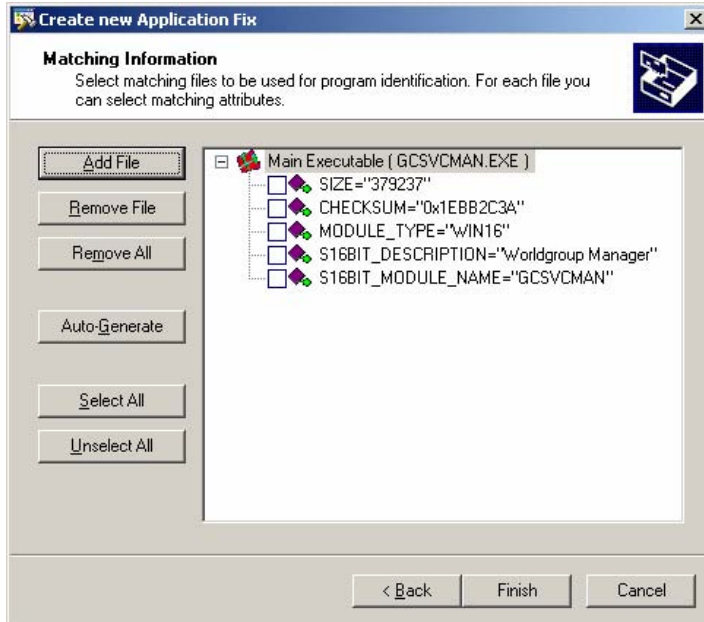 Create new Application Fix
Matching Information
Select matching files to be used for program identification. For each file you
can select matching attributes.
Add File
Remove File
Remove All
Auto-Generate
Select All
Unselect All
Main Executable ( GCSVCMAN.EXE )
SIZE="379237"
CHECKSUM="0x1EBB2C3A"
MODULE_TYPE="WIN16"
S16BIT_DESCRIPTION="Worldgroup Manager"
S16BIT_MODULE_NAME="GCSVCMAN"
< Back
Finish
Cancel